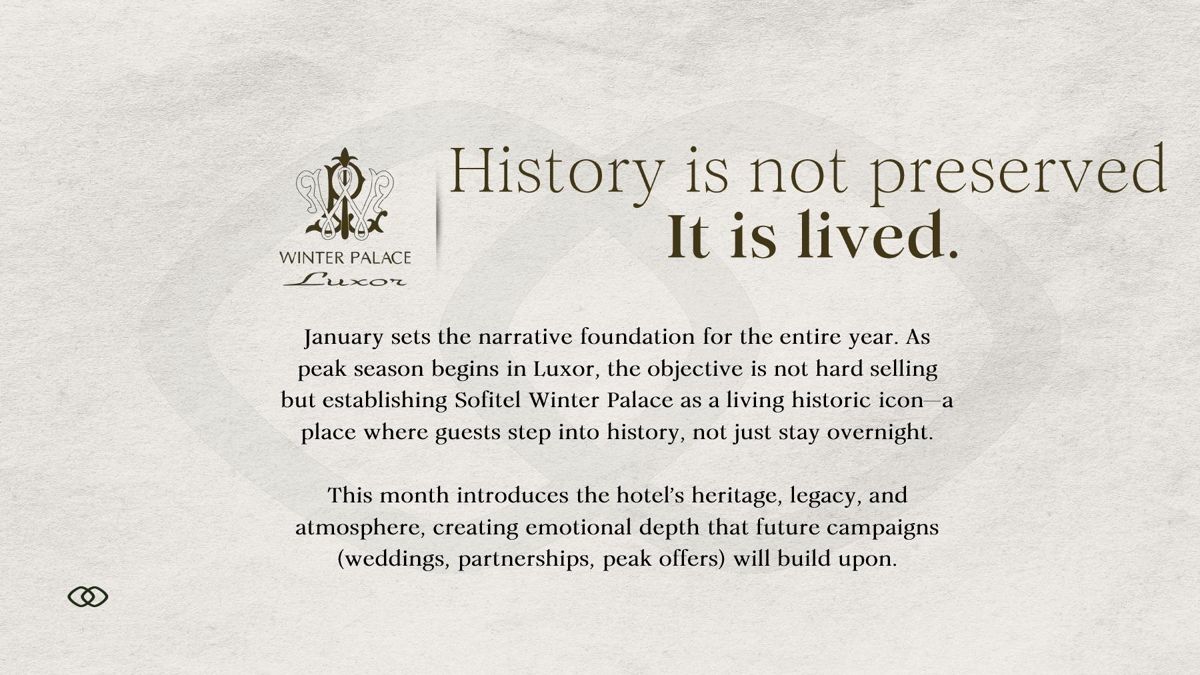 History is not preserved
It is lived.
WINTER PALACE
Luxor
January sets the narrative foundation for the entire year. As
peak season begins in Luxor, the objective is not hard selling
but establishing Sofitel Winter Palace as a living historic icon—a
place where guests step into history, not just stay overnight.
This month introduces the hotel’s heritage, legacy, and
atmosphere, creating emotional depth that future campaigns
(weddings, partnerships, peak offers) will build upon.